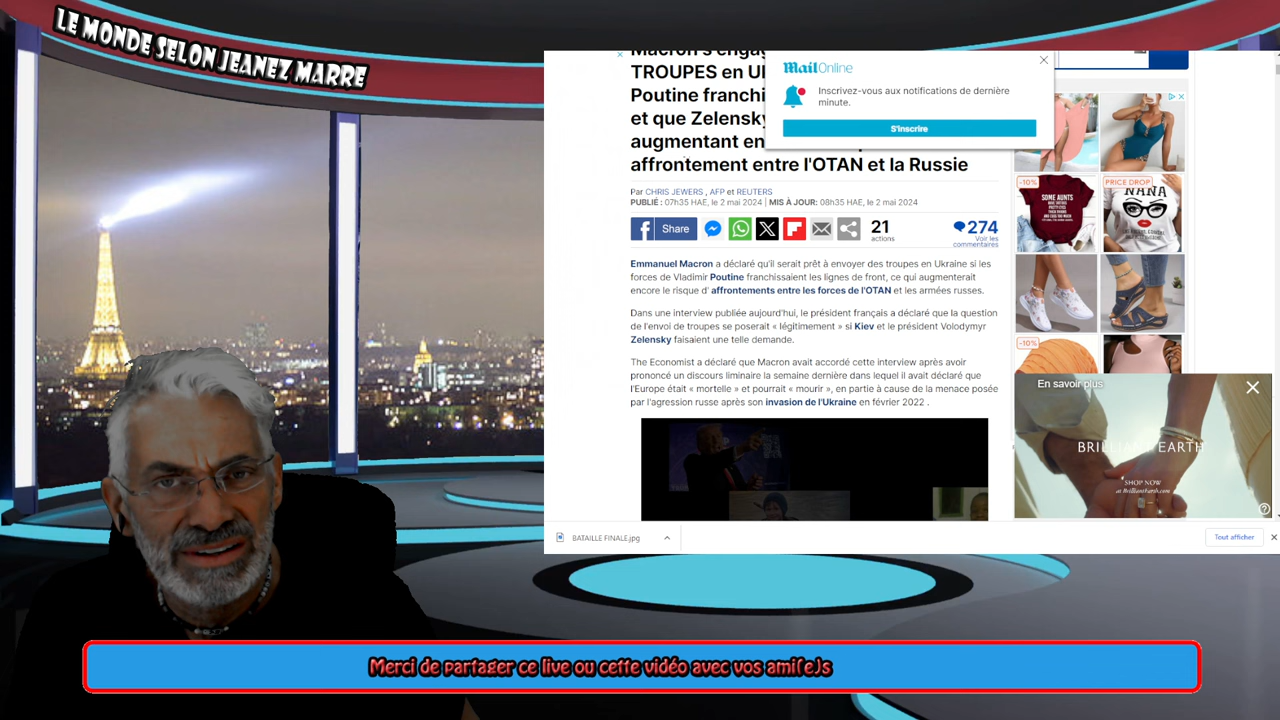 LE MONDE SELON JEANEZ MARRE
TROUPES en U
Poutine franchi
et que Zelensky
augmentant en
affrontement entre l'OTAN et la Russie
MailOnline
Inscrivez-vous aux notifications de dernière
minute.
S'inscrire
Par CHRIS JEWERS , AFP et REUTERS
PUBLIÉ : 07h35 HAE, le 2 mai 2024 | MIS À JOUR: 08h35 HAE, le 2 mai 2024
Share
21
actions
274
Voir les
commentaires
Emmanuel Macron a déclaré qu'il serait prêt à envoyer des troupes en Ukraine si les
forces de Vladimir Poutine franchissaient les lignes de front, ce qui augmenterait
encore le risque d' affrontements entre les forces de l'OTAN et les armées russes.
Dans une interview publiée aujourd'hui, le président français a déclaré que la question
de l'envoi de troupes se poserait « légitimement » si Kiev et le président Volodymyr
Zelensky faisaient une telle demande.
The Economist a déclaré que Macron avait accordé cette interview après avoir
prononcé un discours liminaire la semaine dernière dans lequel il avait déclaré que
l'Europe était « mortelle » et pourrait « mourir », en partie à cause de la menace posée
par l'agression russe après son invasion de l'Ukraine en février 2022 .
-10%
PRICE DROP
SOME AUNTS
NANA
-10%
En savoir plus
BRILLIANT EARTH
SHOP NOW
at BrilliantEarth.com
BATAILLE FINALE.jpg
Tout afficher
Merci de partager ce live ou cette vidéo avec vos ami(e)s